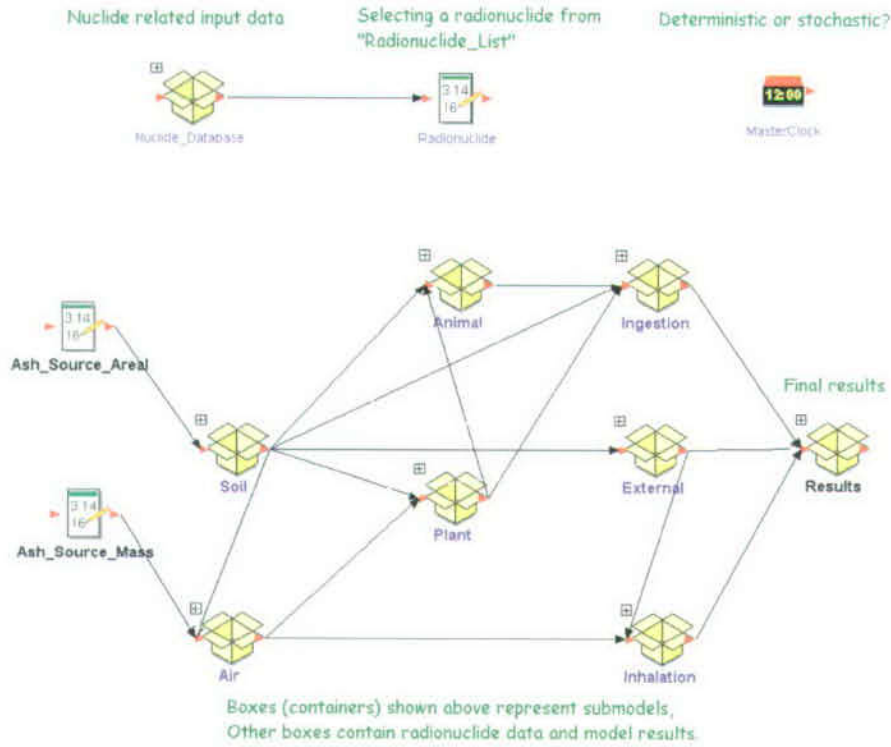 Nuclide related input data
Selecting a radionuclide from
"Radionuclide_List"
Deterministic or stochastic?
3.14
16
12:00
Nuclide_Database
Radionuclide
MasterClock
3.14
16
Animal
Ingestion
Ash_Source_Areal
Final results
Soil
External
Results
3.14
16
Plant
Ash_Source_Mass
Air
Inhalation
Boxes (containers) shown above represent submodels,
Other boxes contain radionuclide data and model results.